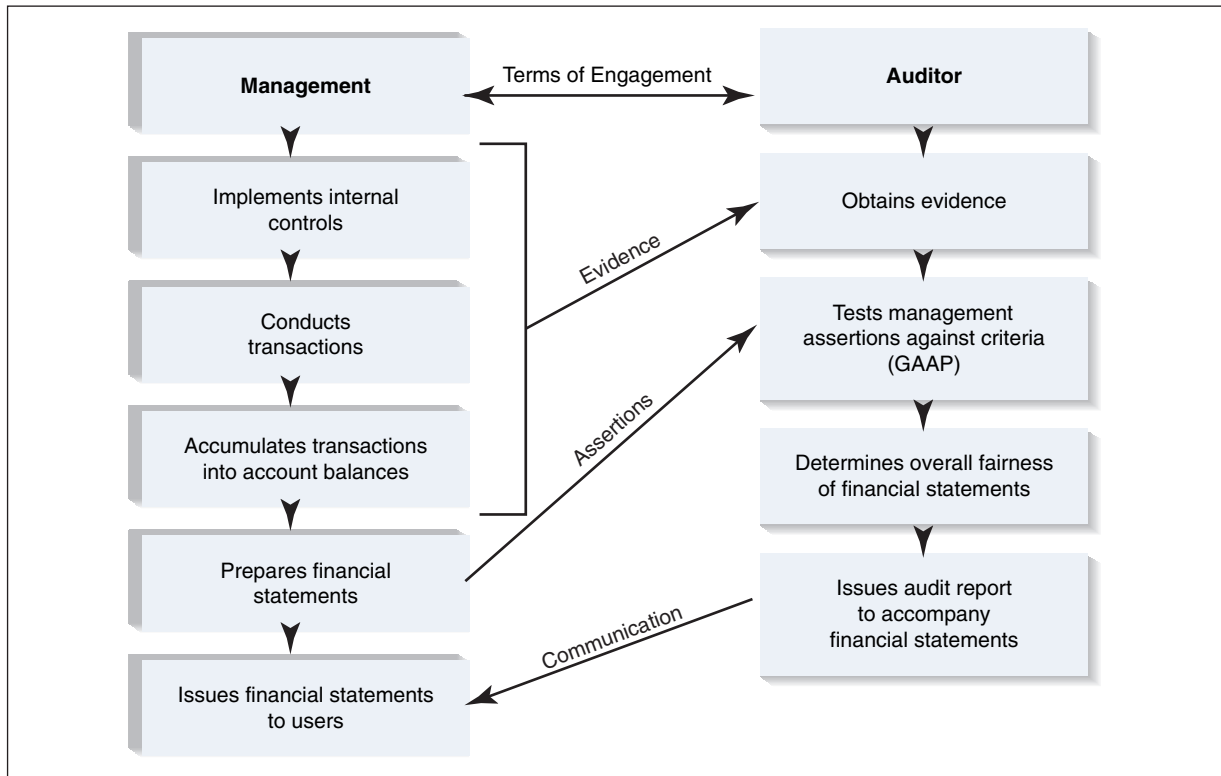 Management
Terms of Engagement
Auditor
Implements internal
controls
Obtains evidence
Evidence
Conducts
transactions
Tests management
assertions against criteria
(GAAP)
Assertions
Accumulates transactions
into account balances
Determines overall fairness
of financial statements
Prepares financial
statements
Issues audit report
to accompany
financial statements
Communication
Issues financial statements
to users